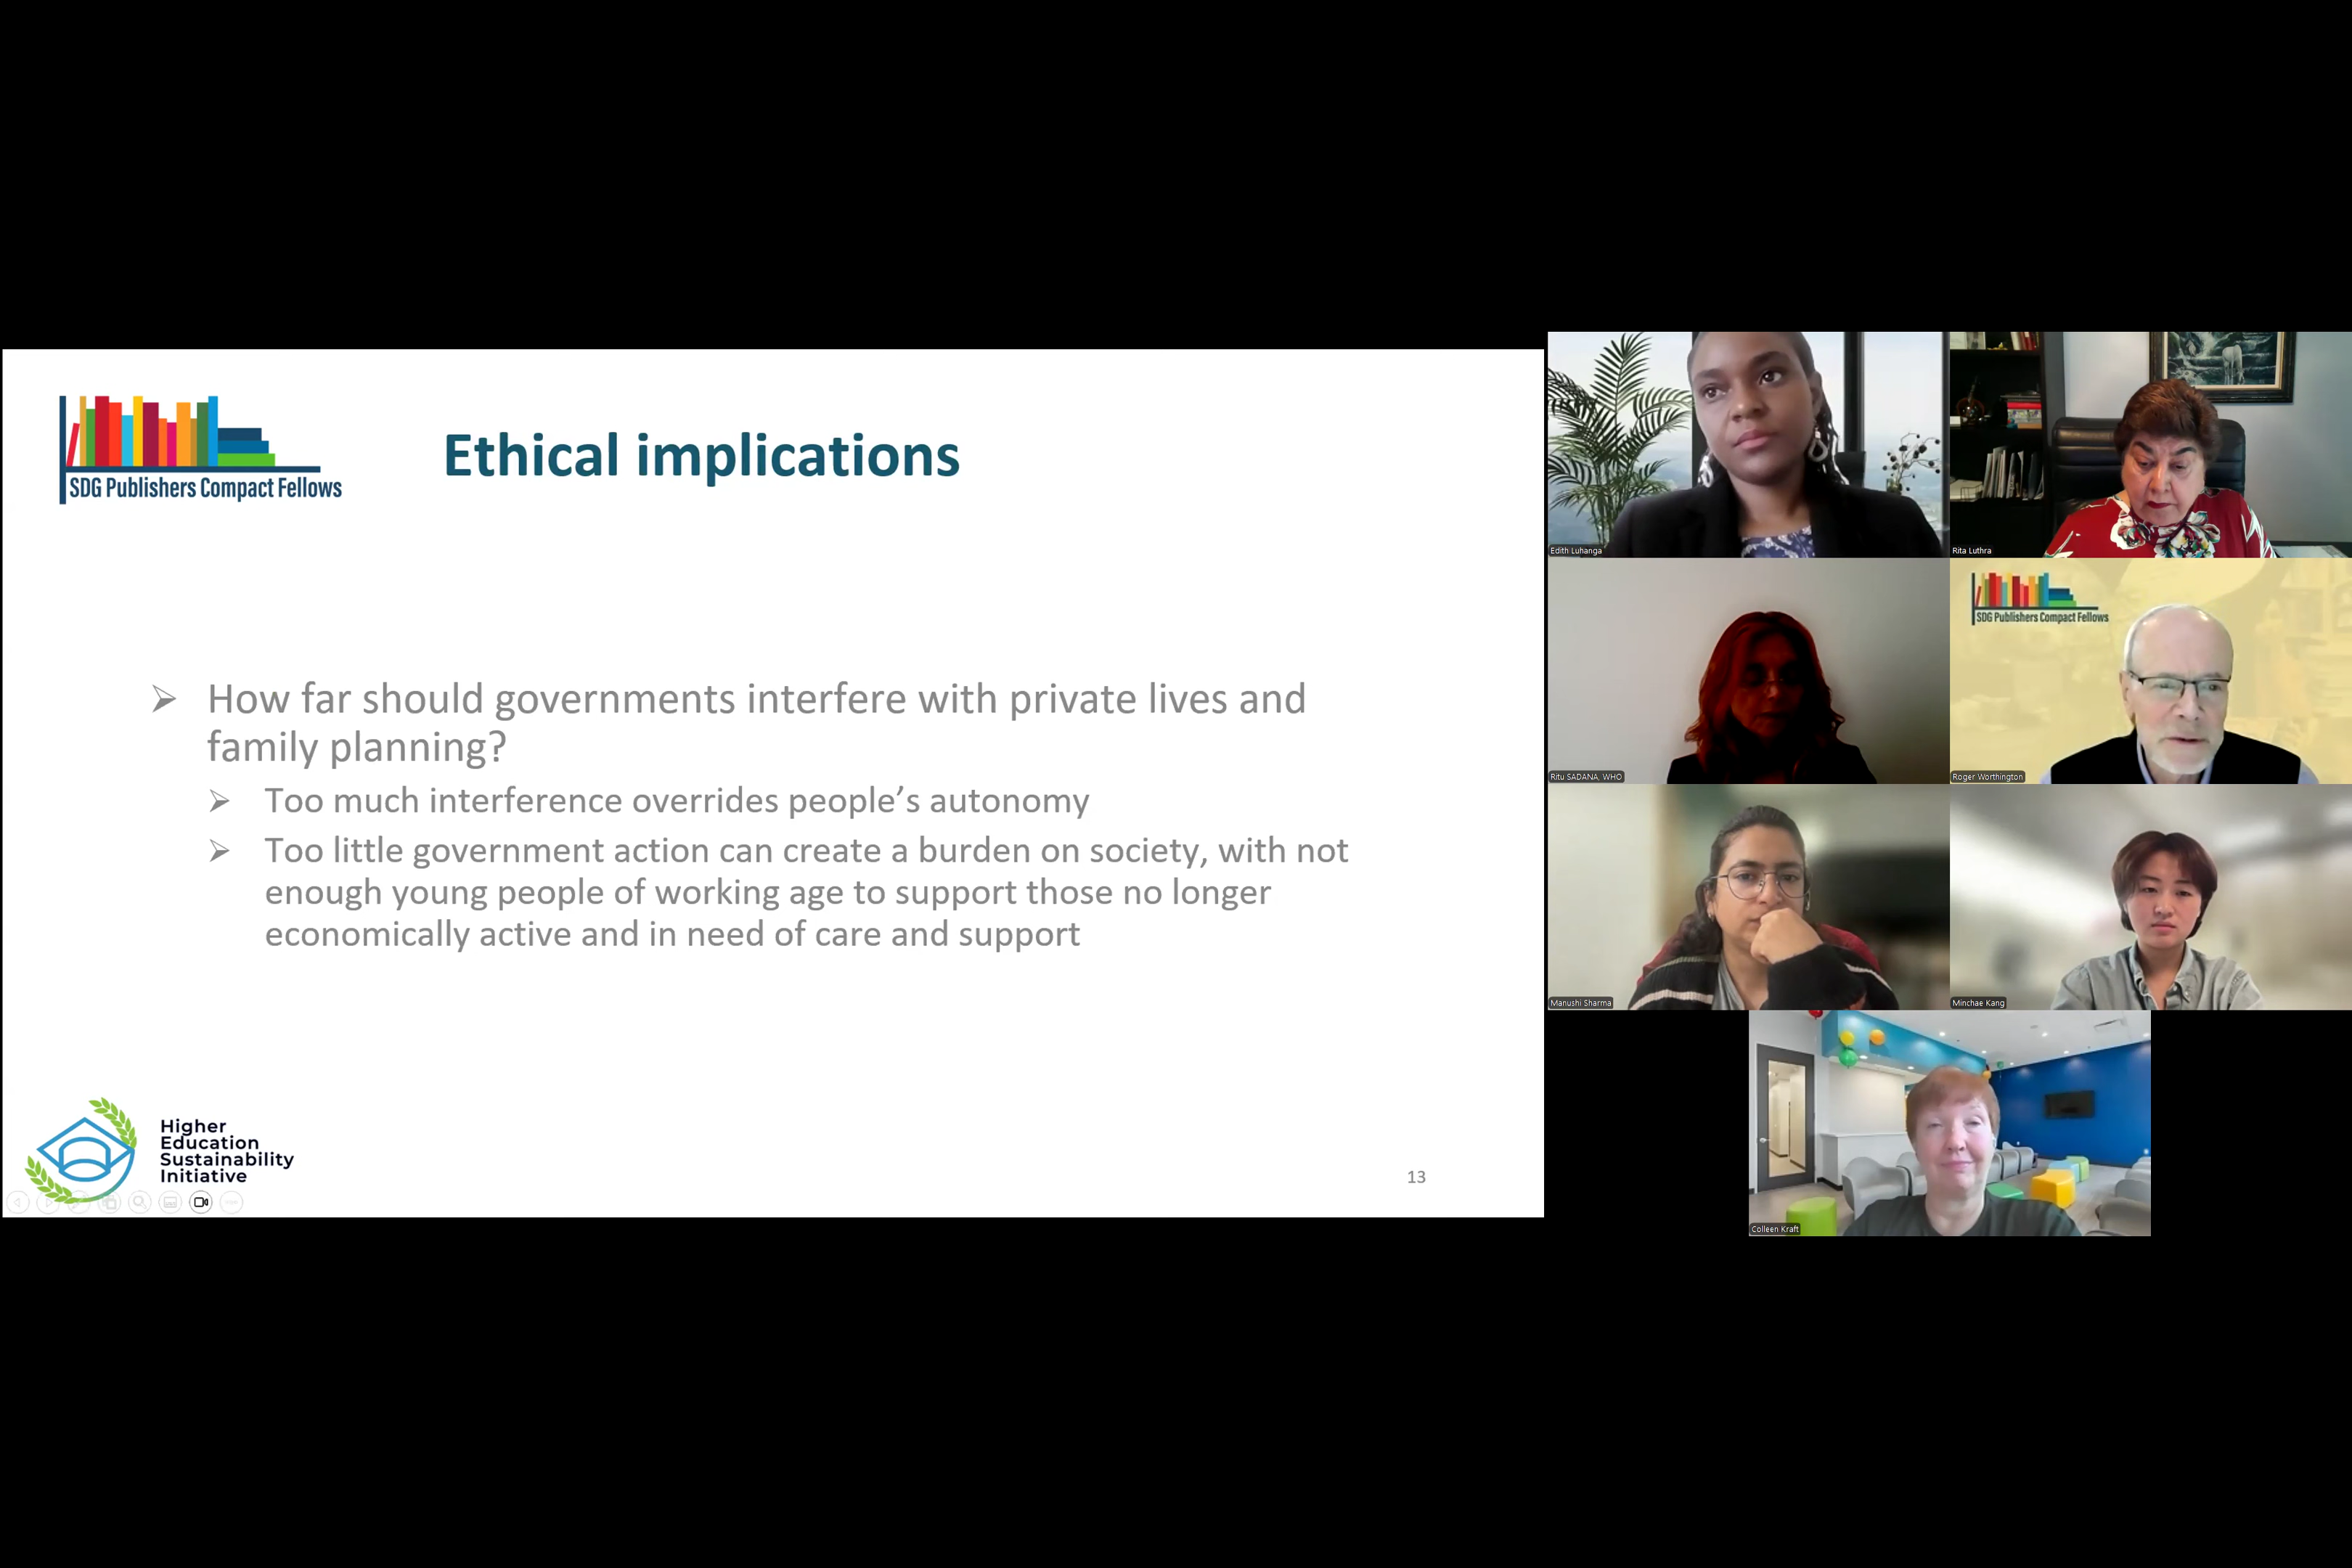 SDG Publishers Compact Fellows
Ethical implications
How far should governments interfere with private lives and
family planning?
Too much interference overrides people’s autonomy
Too little government action can create a burden on society, with not
enough young people of working age to support those no longer
economically active and in need of care and support
Higher
Education
Sustainability
Initiative
13
Edith Luhanga
Rita Luthra
Ritu SADANA, WHO
SDG Publishers Compact Fellows
Roger Worthington
Manushi Sharma
Minchae Kang
Colleen Kraft